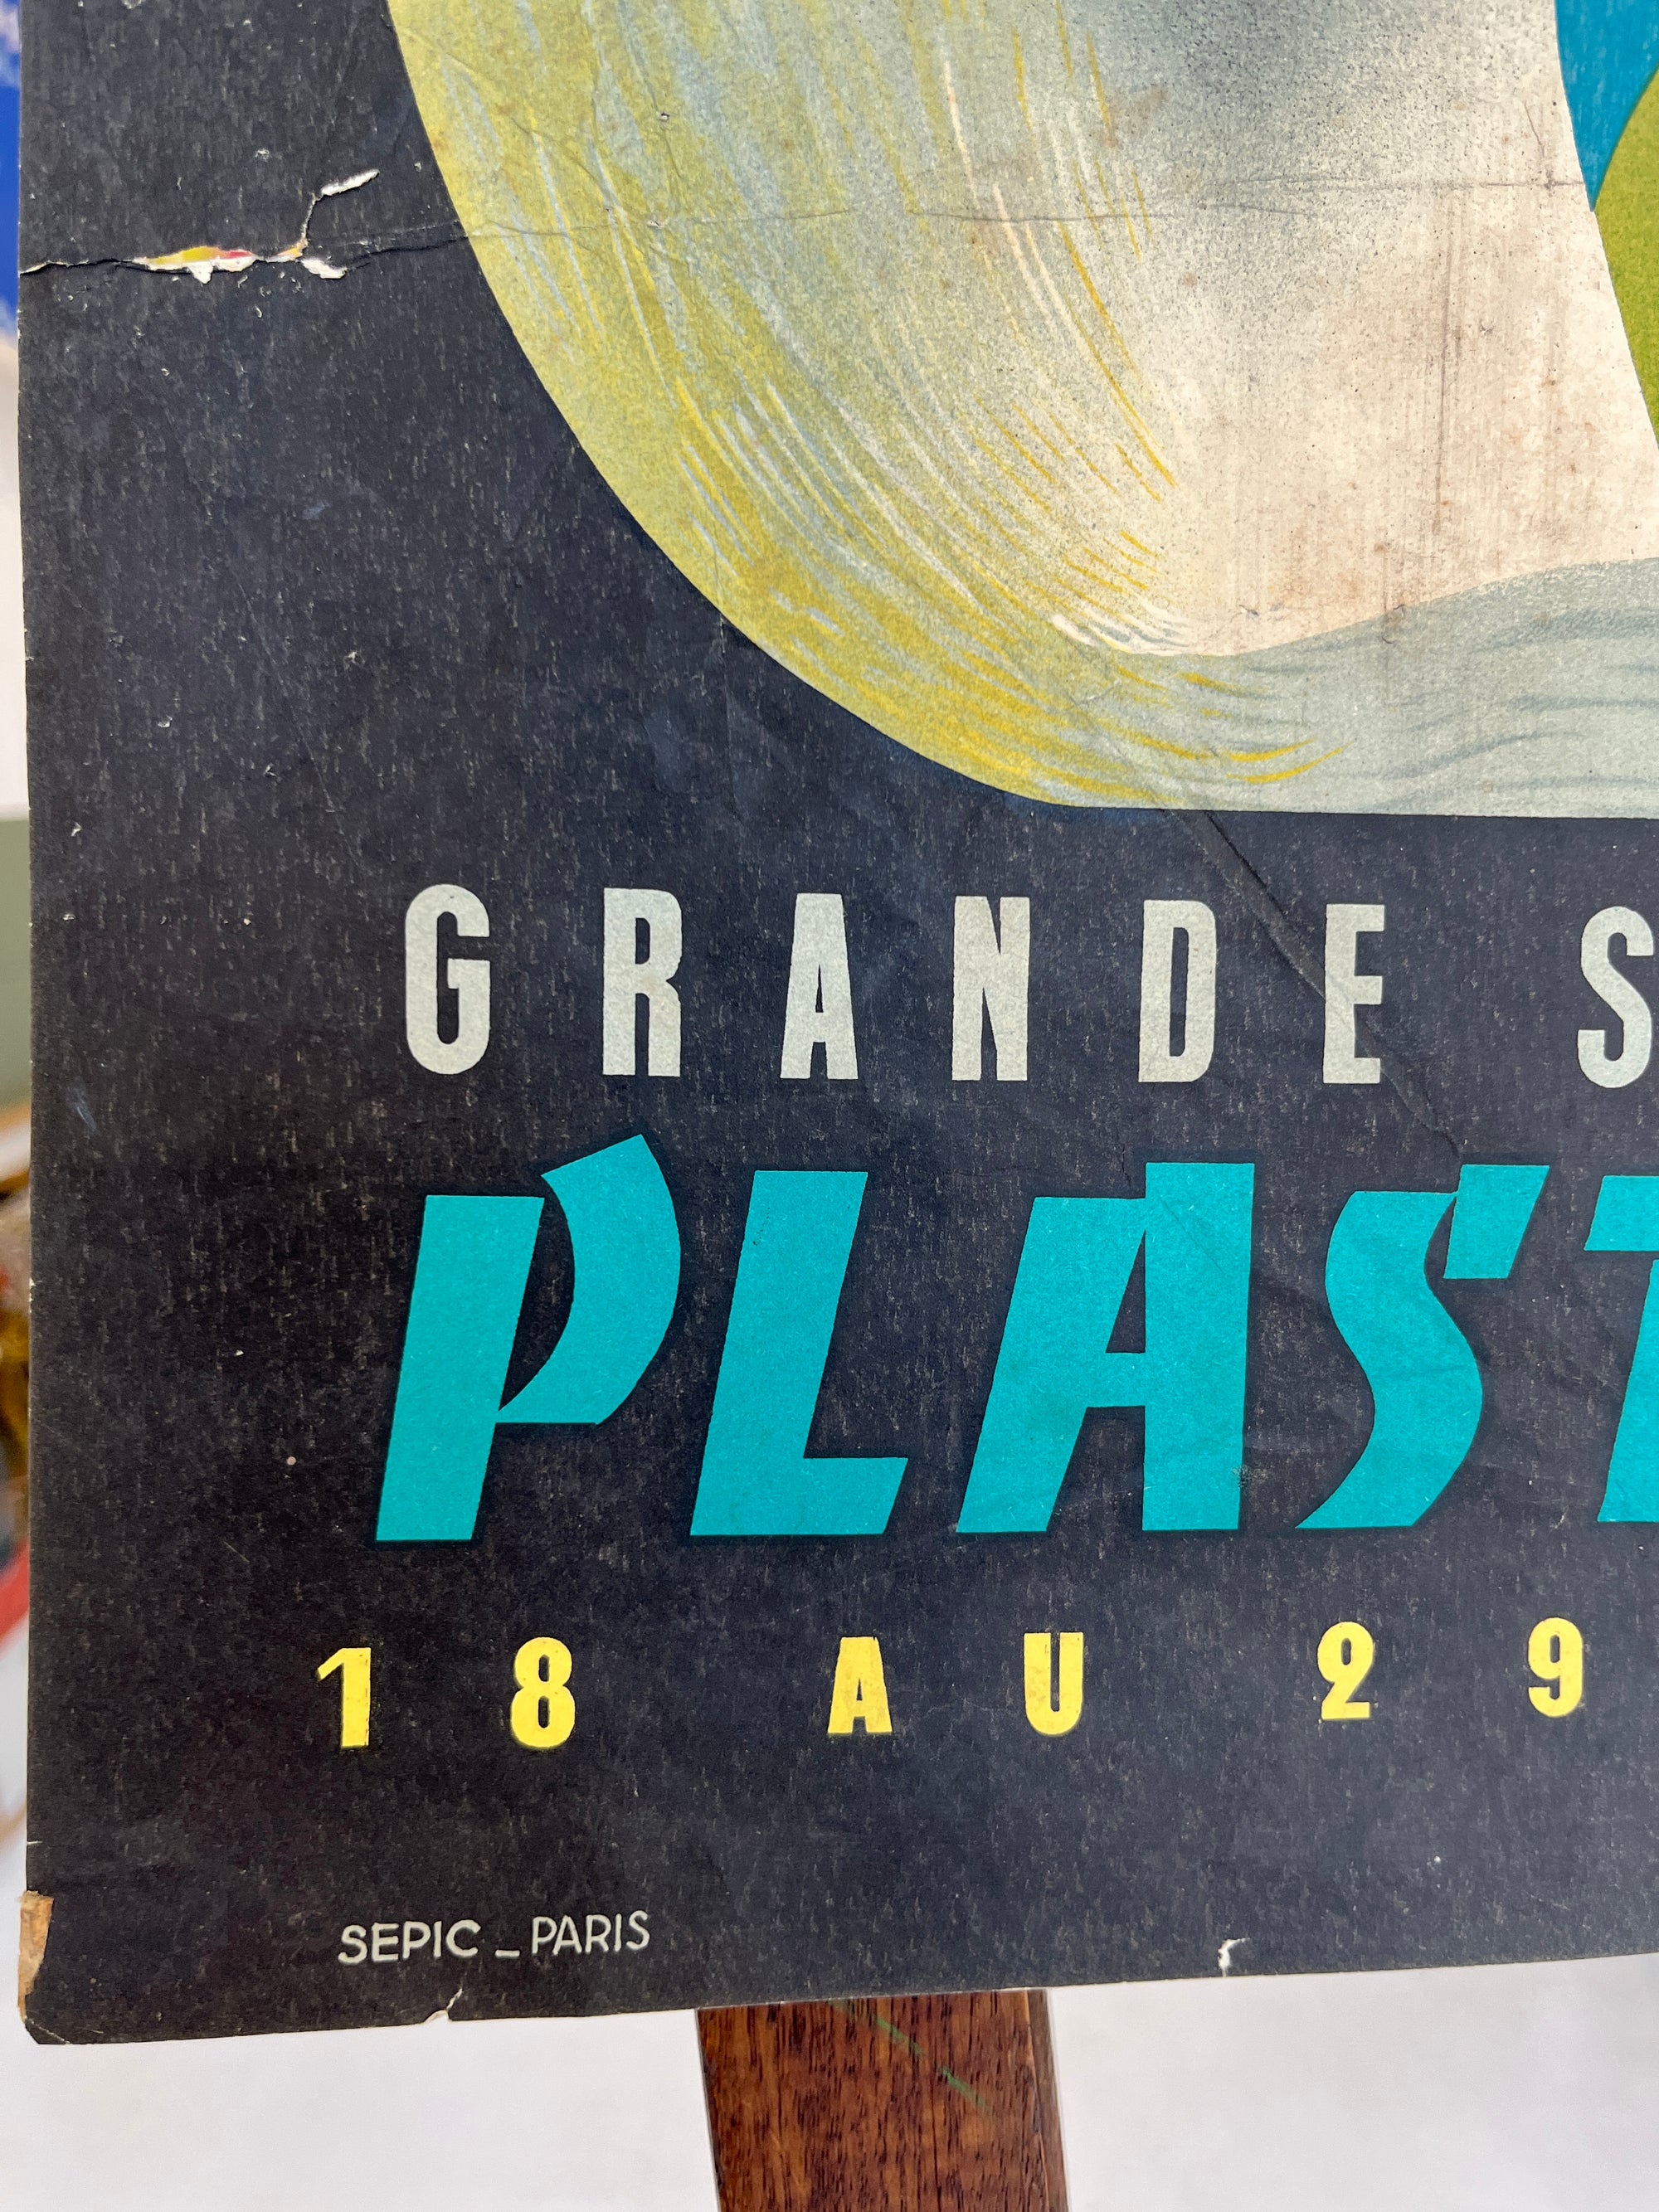 GRANDE S
PLAST
18 AU 29
SEPIC _ PARIS